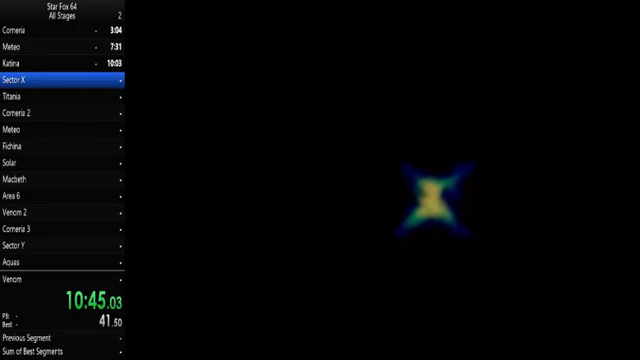 Star Fox 64
All Stages 2
Corneria - 3:04
Meteo - 7:31
Katina - 10:03
Sector X -
Titania -
Corneria 2 -
Meteo -
Fichina -
Solar -
Macbeth -
Area 6 -
Venom 2 -
Corneria 3 -
Sector Y -
Aquas -
Venom -
10:45.03
PB: -
Best: - 41.50
Previous Segment -
Sum of Best Segments -